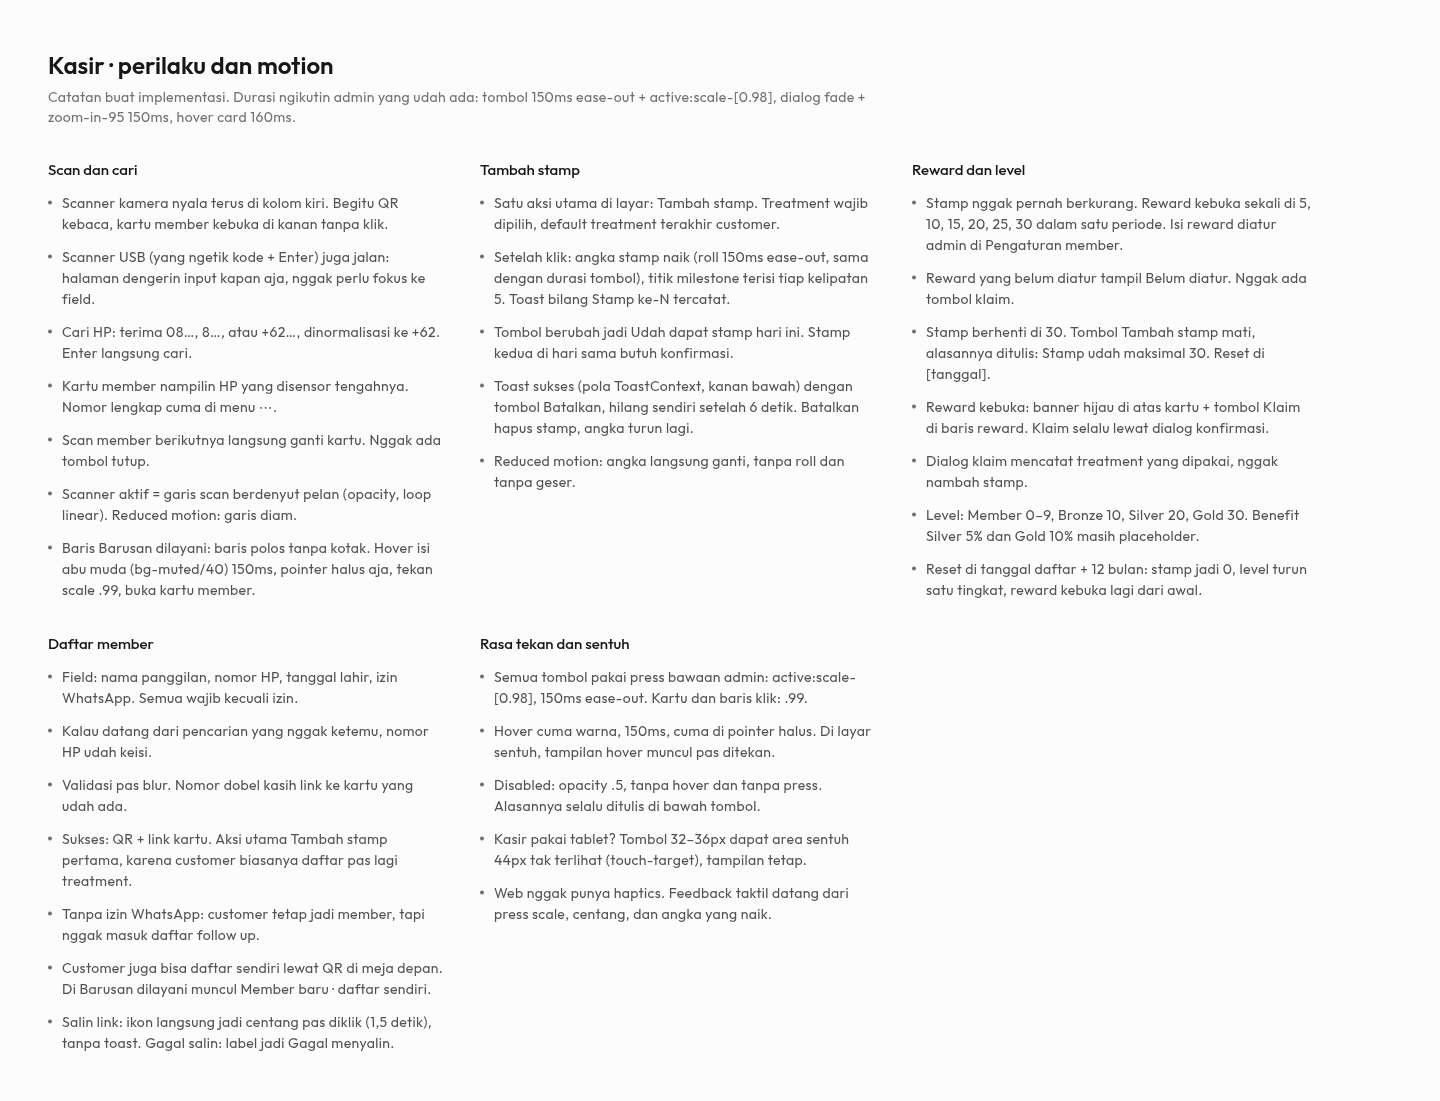 Kasir · perilaku dan motion
Catatan buat implementasi. Durasi ngikutin admin yang udah ada: tombol 150ms ease-out + active:scale-[0.98], dialog fade +
zoom-in-95 150ms, hover card 160ms.
Scan dan cari
• Scanner kamera nyala terus di kolom kiri. Begitu QR
kebaca, kartu member kebuka di kanan tanpa klik.
• Scanner USB (yang ngetik kode + Enter) juga jalan:
halaman dengerin input kapan aja, nggak perlu fokus ke
field.
• Cari HP: terima 08…, 8…, atau +62…, dinormalisasi ke +62.
Enter langsung cari.
• Kartu member nampilin HP yang disensor tengahnya.
Nomor lengkap cuma di menu ⋯.
• Scan member berikutnya langsung ganti kartu. Nggak ada
tombol tutup.
• Scanner aktif = garis scan berdenyut pelan (opacity, loop
linear). Reduced motion: garis diam.
• Baris Barusan dilayani: baris polos tanpa kotak. Hover isi
abu muda (bg-muted/40) 150ms, pointer halus aja, tekan
scale .99, buka kartu member.
Tambah stamp
• Satu aksi utama di layar: Tambah stamp. Treatment wajib
dipilih, default treatment terakhir customer.
• Setelah klik: angka stamp naik (roll 150ms ease-out, sama
dengan durasi tombol), titik milestone terisi tiap kelipatan
5. Toast bilang Stamp ke-N tercatat.
• Tombol berubah jadi Udah dapat stamp hari ini. Stamp
kedua di hari sama butuh konfirmasi.
• Toast sukses (pola ToastContext, kanan bawah) dengan
tombol Batalkan, hilang sendiri setelah 6 detik. Batalkan
hapus stamp, angka turun lagi.
• Reduced motion: angka langsung ganti, tanpa roll dan
tanpa geser.
Reward dan level
• Stamp nggak pernah berkurang. Reward kebuka sekali di 5,
10, 15, 20, 25, 30 dalam satu periode. Isi reward diatur
admin di Pengaturan member.
• Reward yang belum diatur tampil Belum diatur. Nggak ada
tombol klaim.
• Stamp berhenti di 30. Tombol Tambah stamp mati,
alasannya ditulis: Stamp udah maksimal 30. Reset di
[tanggal].
• Reward kebuka: banner hijau di atas kartu + tombol Klaim
di baris reward. Klaim selalu lewat dialog konfirmasi.
• Dialog klaim mencatat treatment yang dipakai, nggak
nambah stamp.
• Level: Member 0–9, Bronze 10, Silver 20, Gold 30. Benefit
Silver 5% dan Gold 10% masih placeholder.
• Reset di tanggal daftar + 12 bulan: stamp jadi 0, level turun
satu tingkat, reward kebuka lagi dari awal.
Daftar member
• Field: nama panggilan, nomor HP, tanggal lahir, izin
WhatsApp. Semua wajib kecuali izin.
• Kalau datang dari pencarian yang nggak ketemu, nomor
HP udah keisi.
• Validasi pas blur. Nomor dobel kasih link ke kartu yang
udah ada.
• Sukses: QR + link kartu. Aksi utama Tambah stamp
pertama, karena customer biasanya daftar pas lagi
treatment.
• Tanpa izin WhatsApp: customer tetap jadi member, tapi
nggak masuk daftar follow up.
• Customer juga bisa daftar sendiri lewat QR di meja depan.
Di Barusan dilayani muncul Member baru · daftar sendiri.
• Salin link: ikon langsung jadi centang pas diklik (1,5 detik),
tanpa toast. Gagal salin: label jadi Gagal menyalin.
Rasa tekan dan sentuh
• Semua tombol pakai press bawaan admin: active:scale-
[0.98], 150ms ease-out. Kartu dan baris klik: .99.
• Hover cuma warna, 150ms, cuma di pointer halus. Di layar
sentuh, tampilan hover muncul pas ditekan.
• Disabled: opacity .5, tanpa hover dan tanpa press.
Alasannya selalu ditulis di bawah tombol.
• Kasir pakai tablet? Tombol 32–36px dapat area sentuh
44px tak terlihat (touch-target), tampilan tetap.
• Web nggak punya haptics. Feedback taktil datang dari
press scale, centang, dan angka yang naik.